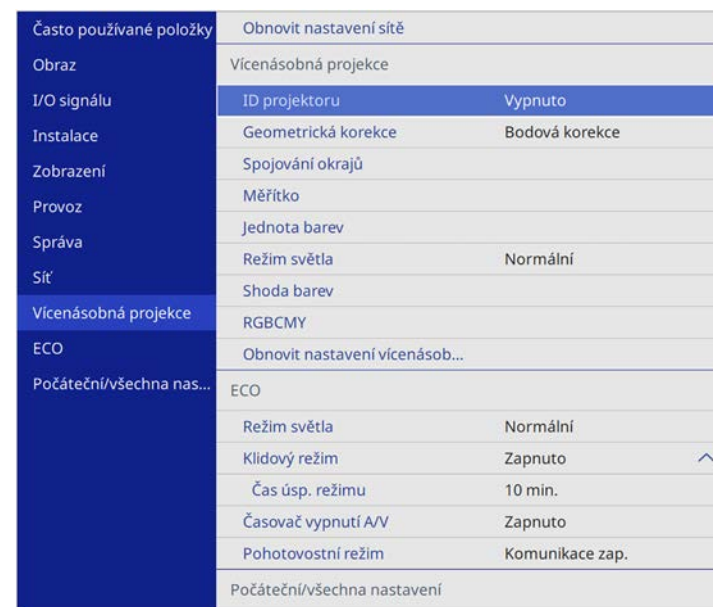 Často používané položky
Obraz
I/O signálu
Instalace
Zobrazení
Provoz
Správa
Síť
Vícenásobná projekce
ECO
Počáteční/všechna nas...
Obnovit nastavení sítě
Vícenásobná projekce
ID projektoru Vypnuto
Geometrická korekce Bodová korekce
Spojování okrajů
Měřítko
Jednota barev
Režim světla Normální
Shoda barev
RGBCMY
Obnovit nastavení vícenásob...
ECO
Režim světla Normální
Klidový režim Zapnuto
Čas úsp. režimu 10 min.
Časovač vypnutí A/V Zapnuto
Pohotovostní režim Komunikace zap.
Počáteční/všechna nastavení